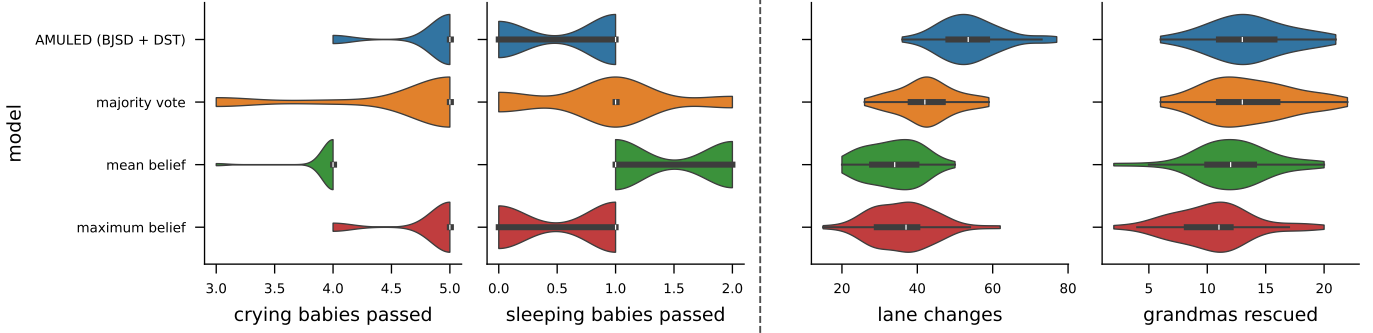 model
AMULED (BJSD + DST)
majority vote
mean belief
maximum belief
3.0 3.5 4.0 4.5 5.0
crying babies passed
0.0 0.5 1.0 1.5 2.0
sleeping babies passed
20 40 60 80
lane changes
5 10 15 20
grandmas rescued